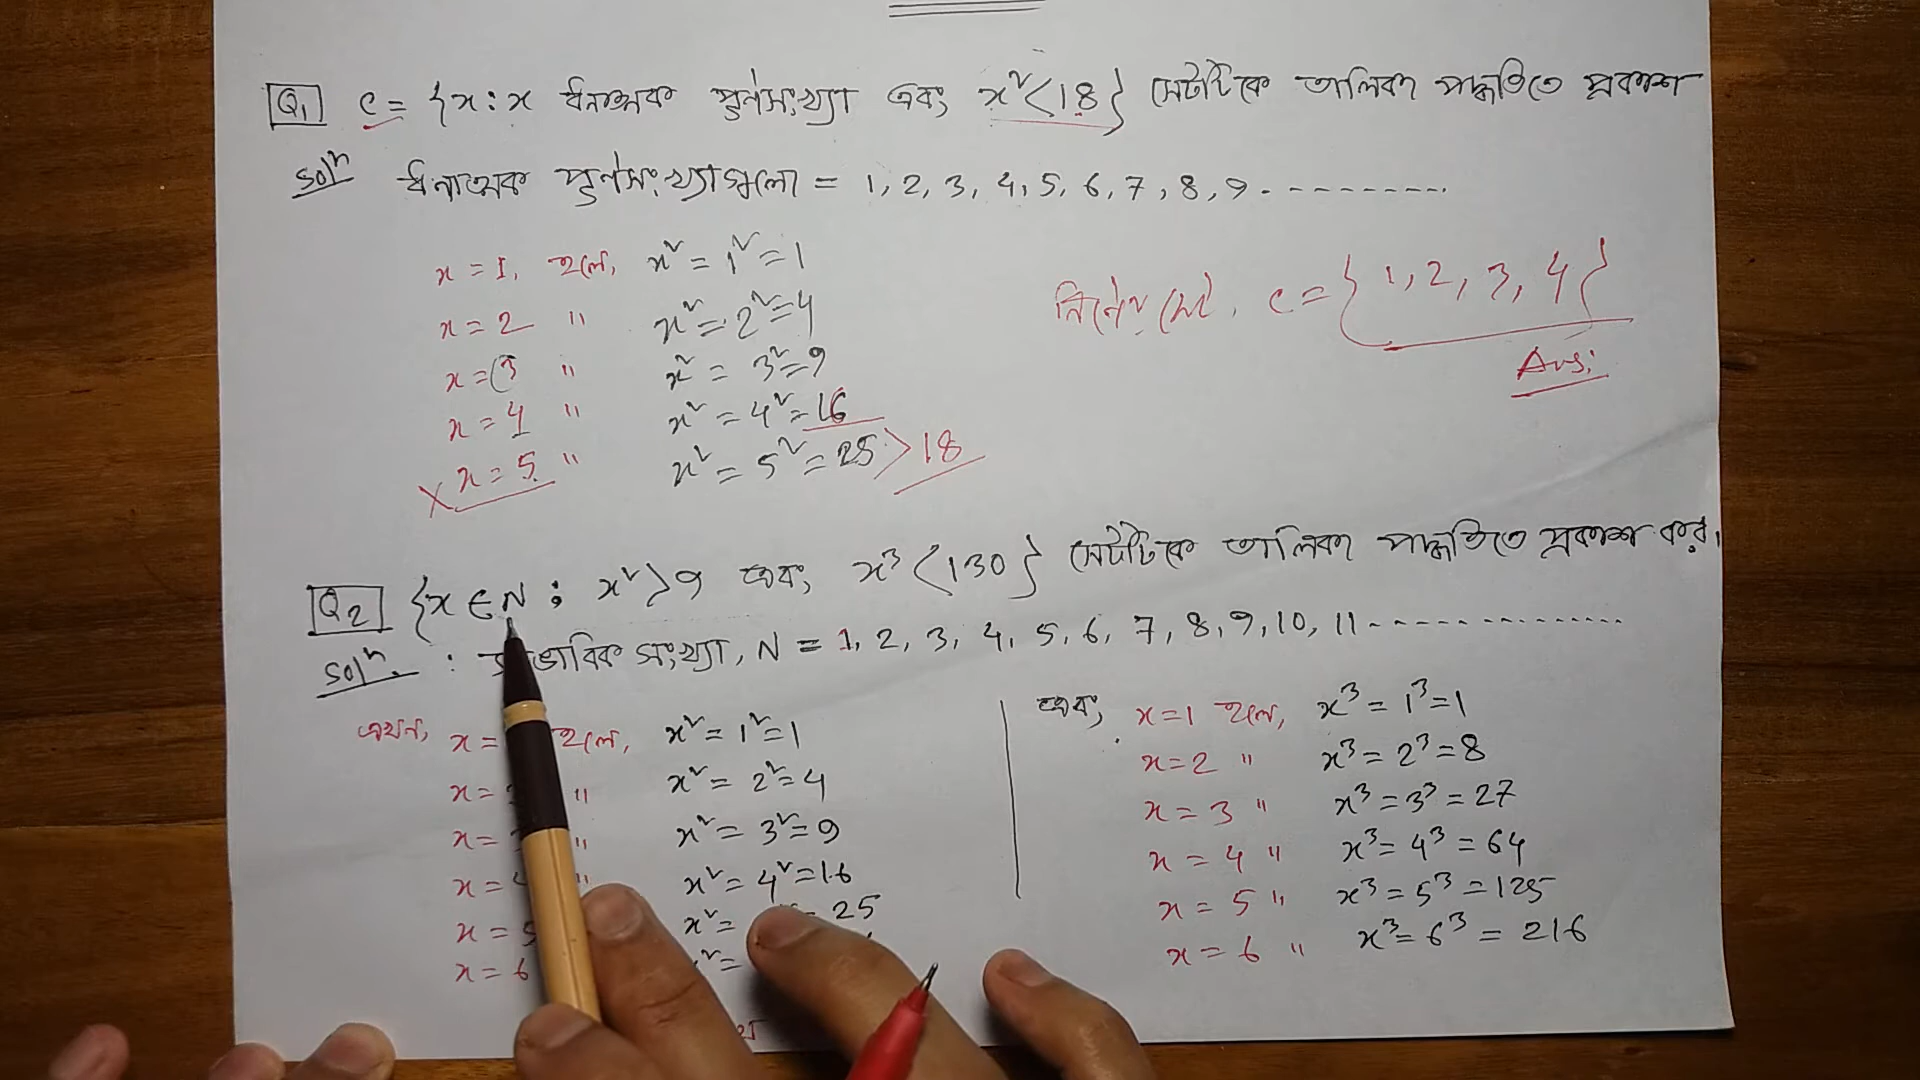 Q1 C = {x : x ধনাত্মক পূর্ণসংখ্যা এবং x² < 18} সেটটিকে তালিকা পদ্ধতিতে প্রকাশ
Solⁿ ধনাত্মক পূর্ণসংখ্যাগুলো = 1, 2, 3, 4, 5, 6, 7, 8, 9 - - - - - - - -
x = 1, হলে, x² = 1² = 1
x = 2 " x² = 2² = 4
x = 3 " x² = 3² = 9
x = 4 " x² = 4² = 16
x = 5 " x² = 5² = 25 > 18
নির্ণেয় সেট, C = {1, 2, 3, 4}
Ans:
Q2 {x ∈ N : x² > 9 এবং, x³ < 130} সেটটিকে তালিকা পদ্ধতিতে প্রকাশ কর।
Solⁿ : সংখ্যা, N = 1, 2, 3, 4, 5, 6, 7, 8, 9, 10, 11 - - - - - - - - - -
এখন, x = হলে, x² = 1² = 1
x = " x² = 2² = 4
x = " x² = 3² = 9
x = 4 " x² = 4² = 16
x = 5 x² = 25
x = 6
এবং, x = 1 হলে, x³ = 1³ = 1
x = 2 " x³ = 2³ = 8
x = 3 " x³ = 3³ = 27
x = 4 " x³ = 4³ = 64
x = 5 " x³ = 5³ = 125
x = 6 " x³ = 6³ = 216